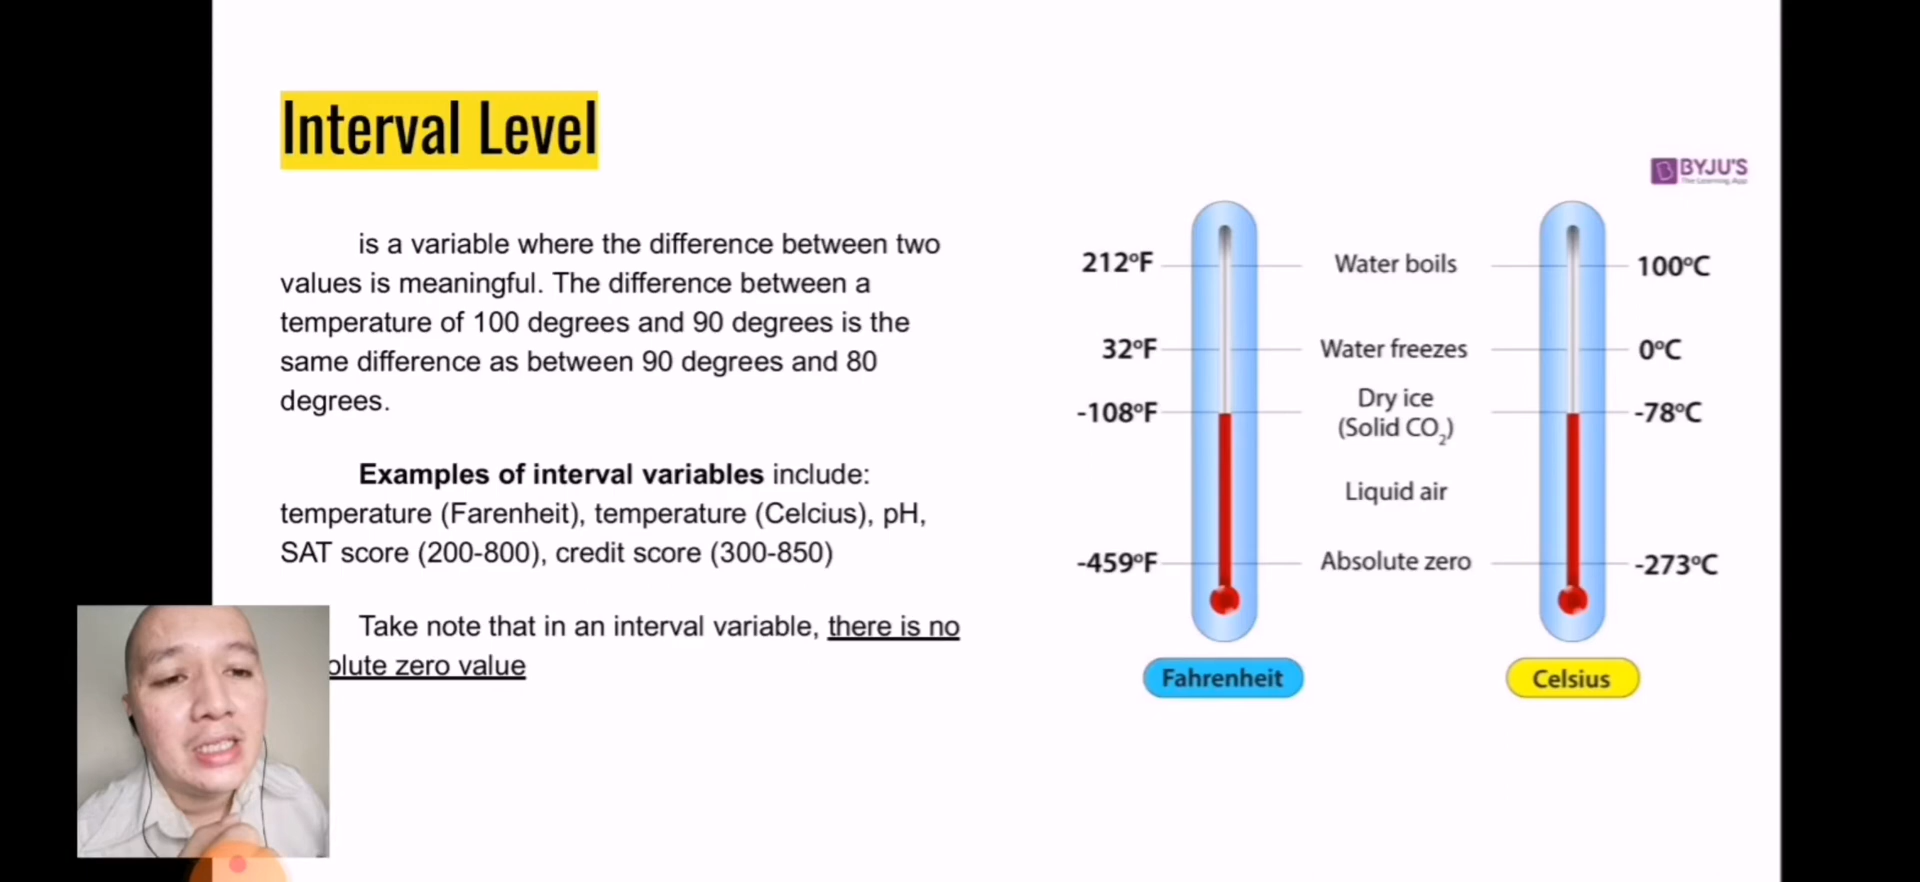 Interval Level
is a variable where the difference between two
values is meaningful. The difference between a
temperature of 100 degrees and 90 degrees is the
same difference as between 90 degrees and 80
degrees.
Examples of interval variables include:
temperature (Farenheit), temperature (Celcius), pH,
SAT score (200-800), credit score (300-850)
Take note that in an interval variable, there is no
olute zero value
BYJU'S
The Learning App
212°F Water boils 100°C
32°F Water freezes 0°C
Dry ice
-108°F (Solid CO₂) -78°C
Liquid air
-459°F Absolute zero -273°C
Fahrenheit Celsius